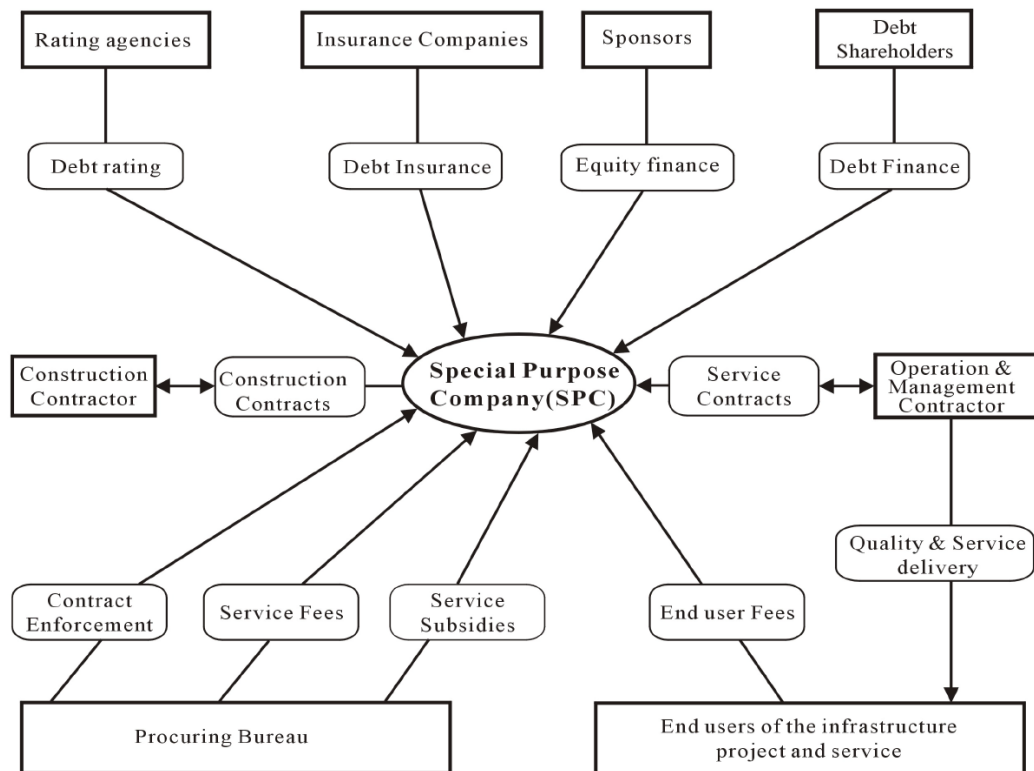 Rating agencies
Insurance Companies
Sponsors
Debt
Shareholders
Debt rating
Debt Insurance
Equity finance
Debt Finance
Construction
Contractor
Construction
Contracts
Special Purpose
Company(SPC)
Service
Contracts
Operation &
Management
Contractor
Quality & Service
delivery
Contract
Enforcement
Service Fees
Service
Subsidies
End user Fees
Procuring Bureau
End users of the infrastructure
project and service